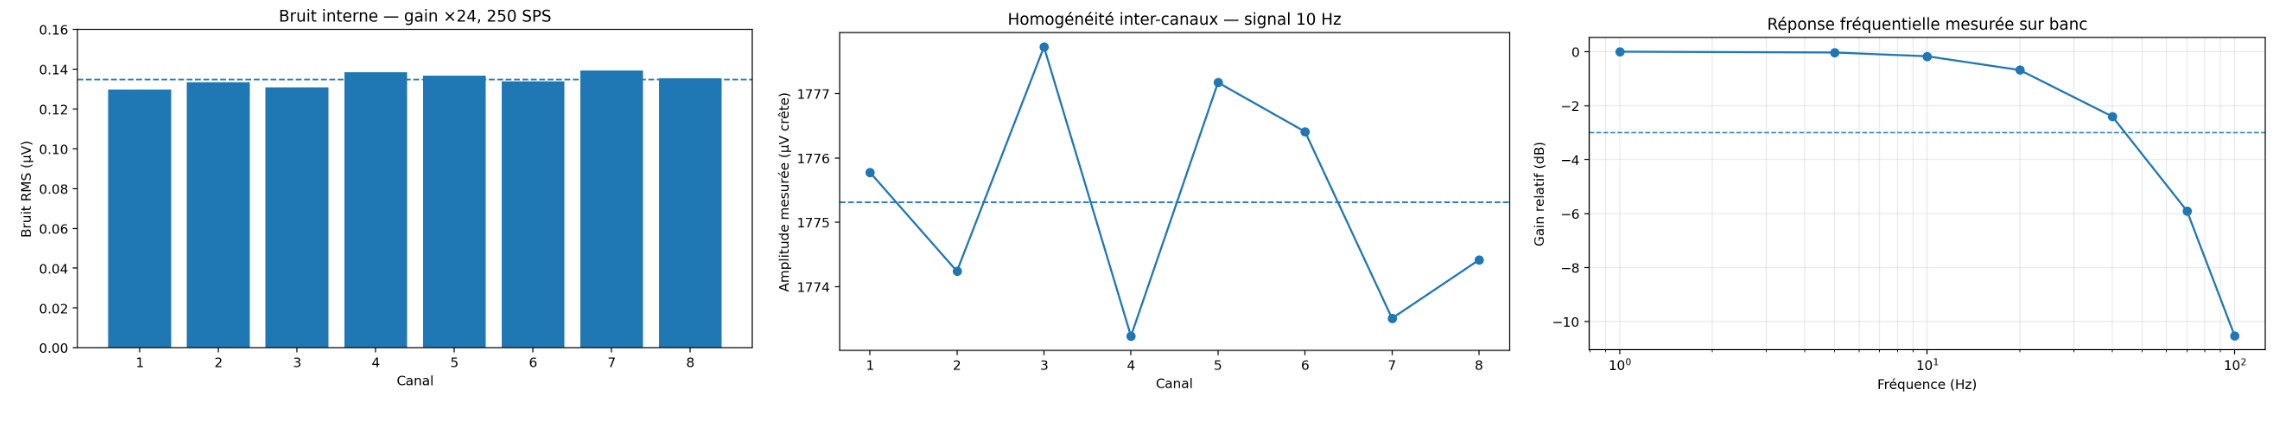 Bruit interne — gain ×24, 250 SPS
Bruit RMS (µV)
0.16
0.14
0.12
0.10
0.08
0.06
0.04
0.02
0.00
1 2 3 4 5 6 7 8
Canal
Homogénéité inter-canaux — signal 10 Hz
Amplitude mesurée (µV crête)
1777
1776
1775
1774
1 2 3 4 5 6 7 8
Canal
Réponse fréquentielle mesurée sur banc
Gain relatif (dB)
0
−2
−4
−6
−8
−10
10⁰ 10¹ 10²
Fréquence (Hz)